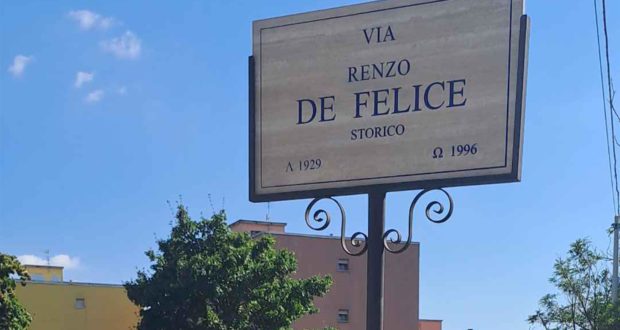 VIA
RENZO
DE FELICE
STORICO
Λ 1929 Ω 1996